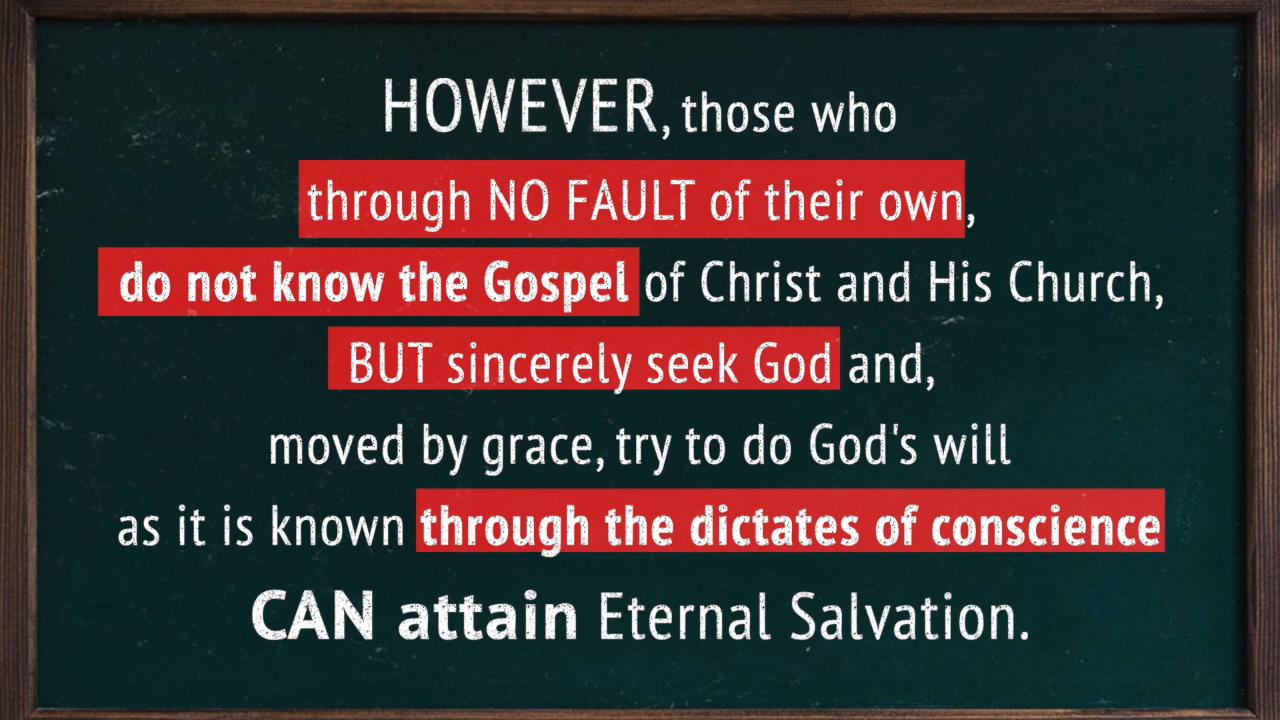 HOWEVER, those who
through NO FAULT of their own,
do not know the Gospel of Christ and His Church,
BUT sincerely seek God and,
moved by grace, try to do God's will
as it is known through the dictates of conscience
CAN attain Eternal Salvation.